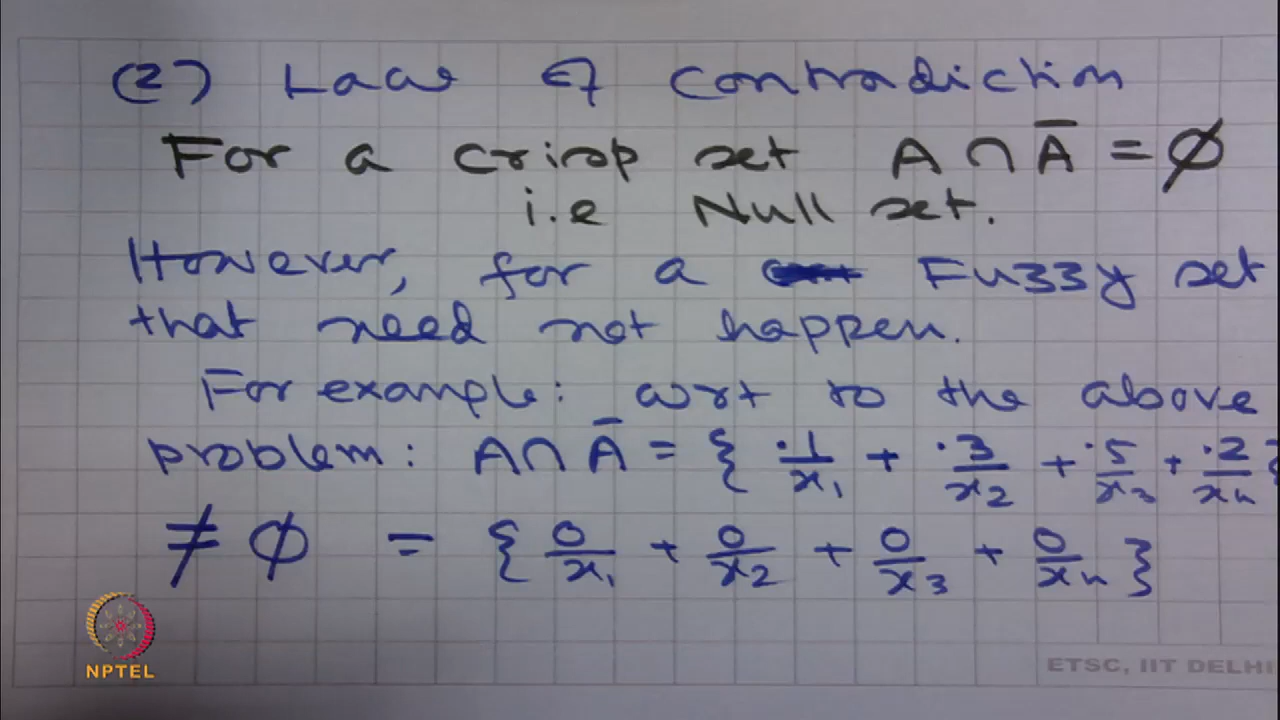 (2) Law of Contradiction
For a crisp set A ∩ Ā = ∅
i.e Null set.
However, for a Fuzzy set
that need not happen.
For example: wrt to the above
problem: A∩Ā = { .1/x₁ + .3/x₂ + .5/x₃ + .2/x₄ }
≠ ∅ = { 0/x₁ + 0/x₂ + 0/x₃ + 0/x₄ }
NPTEL
ETSC, IIT DELHI